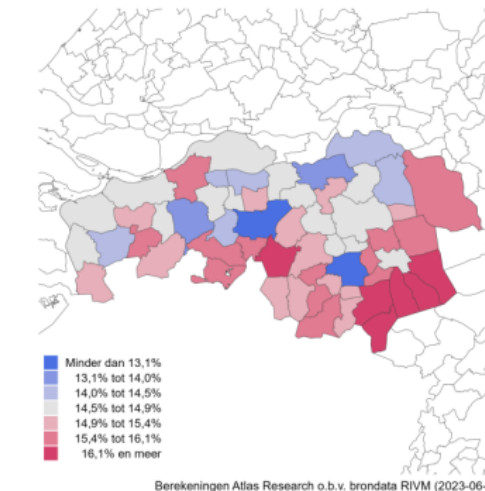 Minder dan 13,1%
13,1% tot 14,0%
14,0% tot 14,5%
14,5% tot 14,9%
14,9% tot 15,4%
15,4% tot 16,1%
16,1% en meer
Berekeningen Atlas Research o.b.v. brondata RIVM (2023-06-